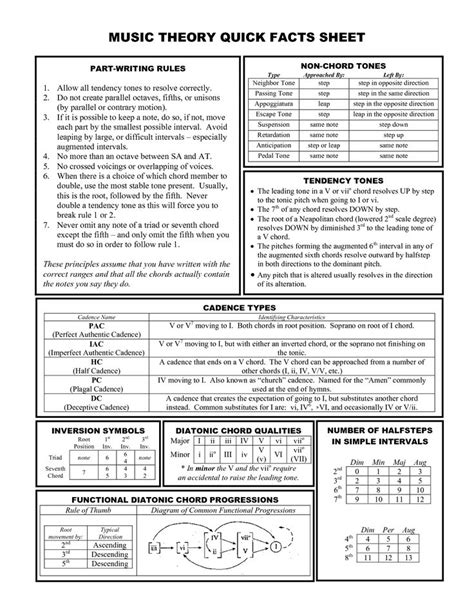 MUSIC THEORY QUICK FACTS SHEET
PART-WRITING RULES
1. Allow all tendency tones to resolve correctly.
2. Do not create parallel octaves, fifths, or unisons
(by parallel or contrary motion).
3. If it is possible to keep a note, do so, if not, move
each part by the smallest possible interval. Avoid
leaping by large, or difficult intervals – especially
augmented intervals.
4. No more than an octave between SA and AT.
5. No crossed voicings or overlapping of voices.
6. When there is a choice of which chord member to
double, use the most stable tone present. Usually,
this is the root, followed by the fifth. Never
double a tendency tone as this will force you to
break rule 1 or 2.
7. Never omit any note of a triad or seventh chord
except the fifth – and only omit the fifth when you
must do so in order to follow rule 1.
These principles assume that you have written with the
correct ranges and that all the chords actually contain
the notes you say they do.
NON-CHORD TONES
Type Approached By: Left By:
Neighbor Tone step step in opposite direction
Passing Tone step step in the same direction
Appoggiatura leap step in the opposite direction
Escape Tone step leap in opposite direction
Suspension same note step down
Retardation same note step up
Anticipation step or leap same note
Pedal Tone same note same note
TENDENCY TONES
• The leading tone in a V or viiº chord resolves UP by step
to the tonic pitch when going to I or vi.
• The 7th of any chord resolves DOWN by step.
• The root of a Neapolitan chord (lowered 2nd scale degree)
resolves DOWN by diminished 3rd to the leading tone of
a V chord.
• The pitches forming the augmented 6th interval in any of
the augmented sixth chords resolve outward by halfstep
in both directions to the dominant pitch.
• Any pitch that is altered usually resolves in the direction
of its alteration.
CADENCE TYPES
Cadence Name Identifying Characteristics
PAC
(Perfect Authentic Cadence)
V or V7 moving to I. Both chords in root position. Soprano on root of I chord.
IAC
(Imperfect Authentic Cadence)
V or V7 moving to I, but with either an inverted chord, or the soprano not finishing on
the tonic.
HC
(Half Cadence)
A cadence that ends on a V chord. The V chord can be approached from a number of
other chords (I, ii, IV, V/V, etc.).
PC
(Plagal Cadence)
IV moving to I. Also known as “church” cadence. Named for the “Amen” commonly
used at the end of hymns.
DC
(Deceptive Cadence)
A cadence that creates the expectation of going to I, but substitutes another chord
instead. Common substitutes for I are: vi, IV6, and occasionally IV or V/ii.
INVERSION SYMBOLS
Root Position 1st Inv. 2nd Inv. 3rd Inv.
Triad none 6 6 4 none
Seventh Chord 7 6 5 4 3 4 2
DIATONIC CHORD QUALITIES
Major I ii iii IV V vi viiº
Minor i iiº III iv V (v) VI viiº (VII)
* In minor the V and the viiº require
an accidental to raise the leading tone.
NUMBER OF HALFSTEPS
IN SIMPLE INTERVALS
Dim Min Maj Aug
2nd 0 1 2 3
3rd 2 3 4 5
6th 7 8 9 10
7th 9 10 11 12
Dim Per Aug
4th 4 5 6
5th 6 7 8
8th 11 12 13
FUNCTIONAL DIATONIC CHORD PROGRESSIONS
Rule of Thumb Diagram of Common Functional Progressions
Root movement by: Typical Direction
2nd Ascending
3rd Descending
5th Descending
iii vi IV ii viiº V I